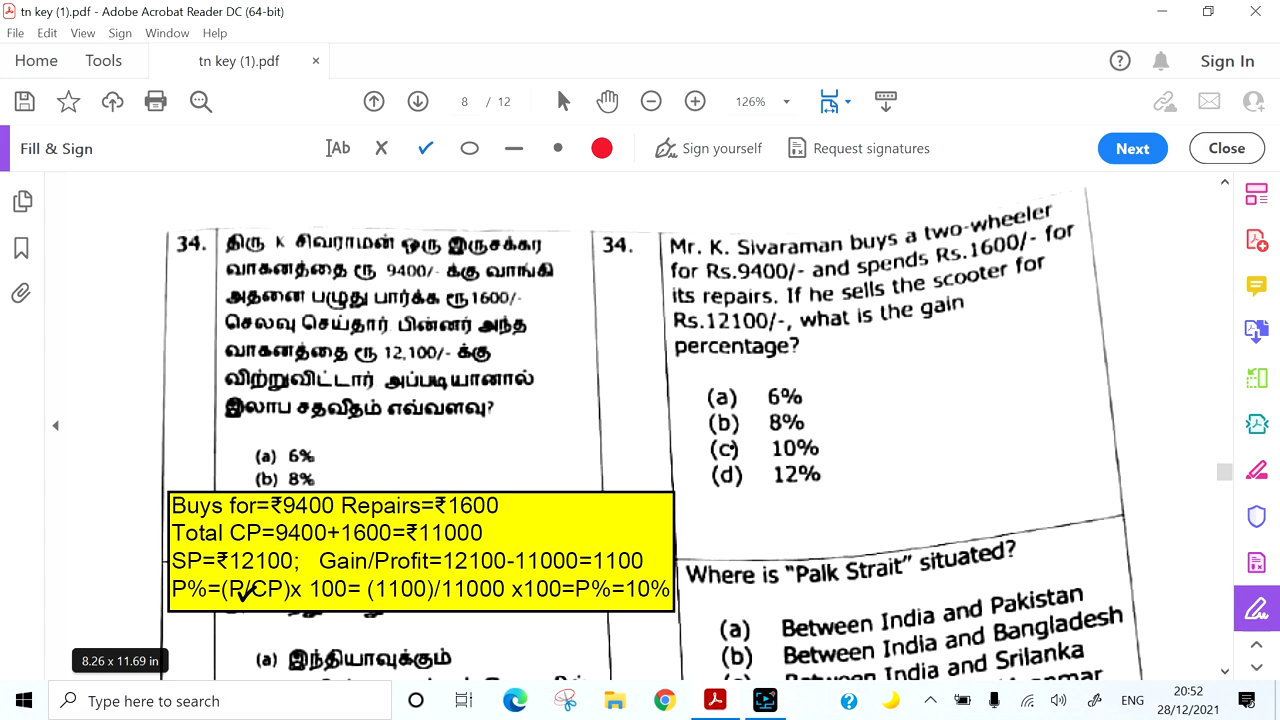 tn key (1).pdf - Adobe Acrobat Reader DC (64-bit)
File Edit View Sign Window Help
Home Tools tn key (1).pdf × Sign In
8 / 12 126%
Fill & Sign Ab Sign yourself Request signatures Next Close
34. திரு K சிவராமன் ஒரு இருசக்கர
வாகனத்தை ரூ 9400/- க்கு வாங்கி
அதனை பழுது பார்க்க ரூ 1600/-
செலவு செய்தார் பின்னர் அந்த
வாகனத்தை ரூ 12,100/- க்கு
விற்றுவிட்டார் அப்படியானால்
இலாப சதவீதம் எவ்வளவு?
(a) 6%
(b) 8%
Buys for=₹9400 Repairs=₹1600
Total CP=9400+1600=₹11000
SP=₹12100; Gain/Profit=12100-11000=1100
P%=(P/CP)x 100= (1100)/11000 x100=P%=10%
(a) இந்தியாவுக்கும்
34. Mr. K. Sivaraman buys a two-wheeler
for Rs.9400/- and spends Rs.1600/- for
its repairs. If he sells the scooter for
Rs.12100/-, what is the gain
percentage?
(a) 6%
(b) 8%
(c) 10%
(d) 12%
Where is "Palk Strait" situated?
(a) Between India and Pakistan
(b) Between India and Bangladesh
Between India and Srilanka
8.26 x 11.69 in
Type here to search
ENG
20:52
28/12/2021